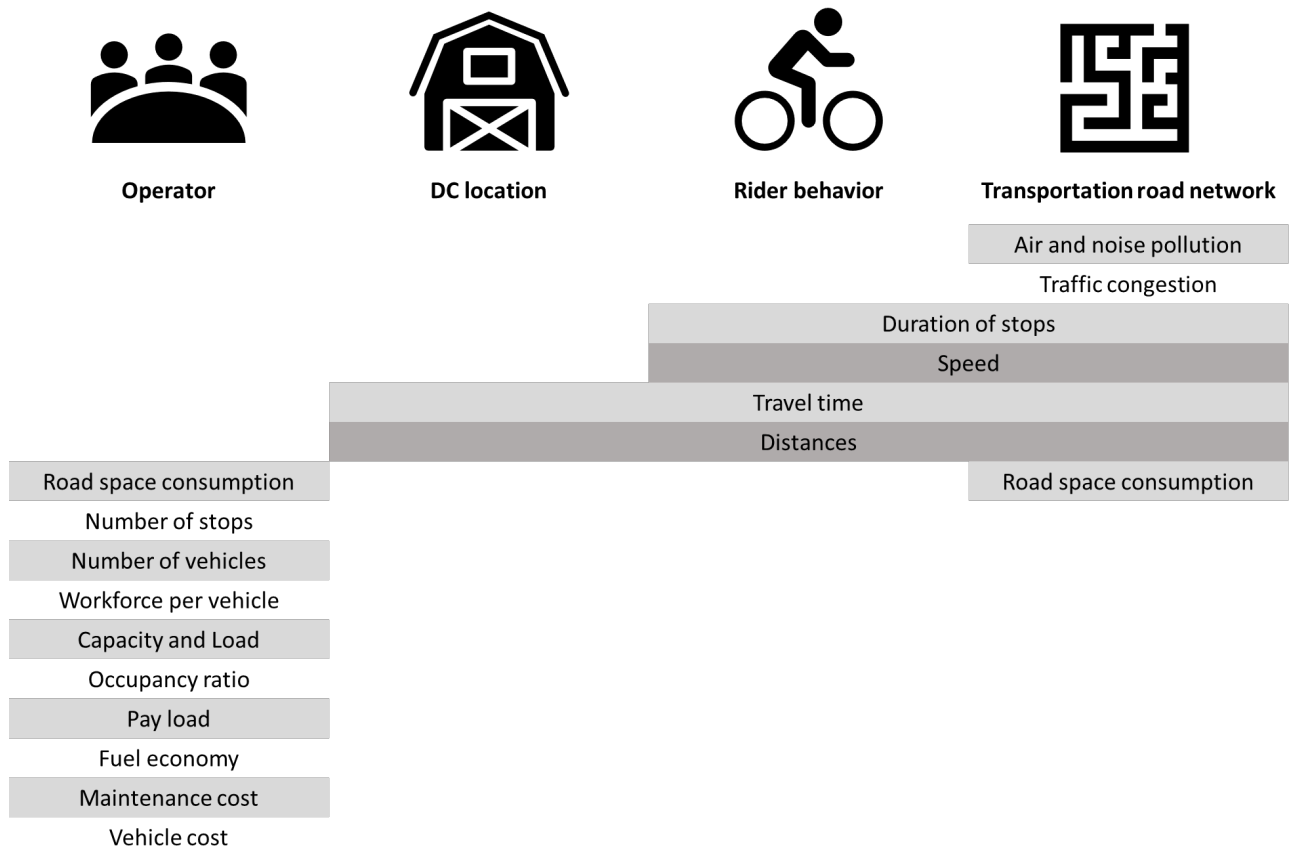 Operator
DC location
Rider behavior
Transportation road network
Air and noise pollution
Traffic congestion
Duration of stops
Speed
Travel time
Distances
Road space consumption
Road space consumption
Number of stops
Number of vehicles
Workforce per vehicle
Capacity and Load
Occupancy ratio
Pay load
Fuel economy
Maintenance cost
Vehicle cost